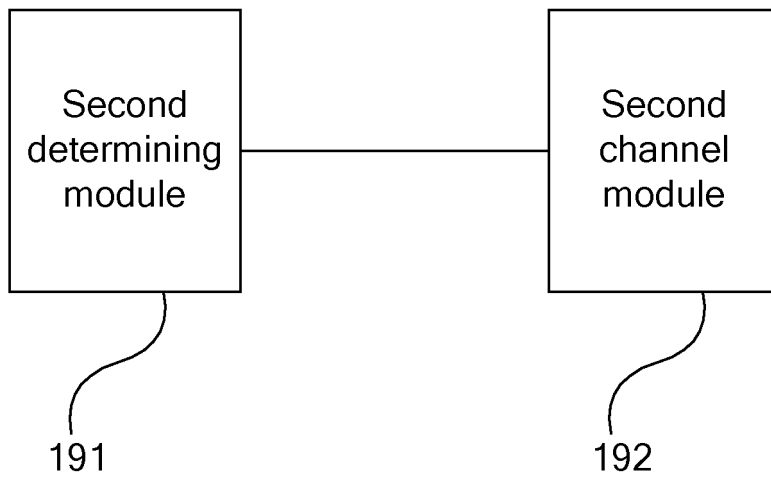 Second
determining
module
Second
channel
module
191
192